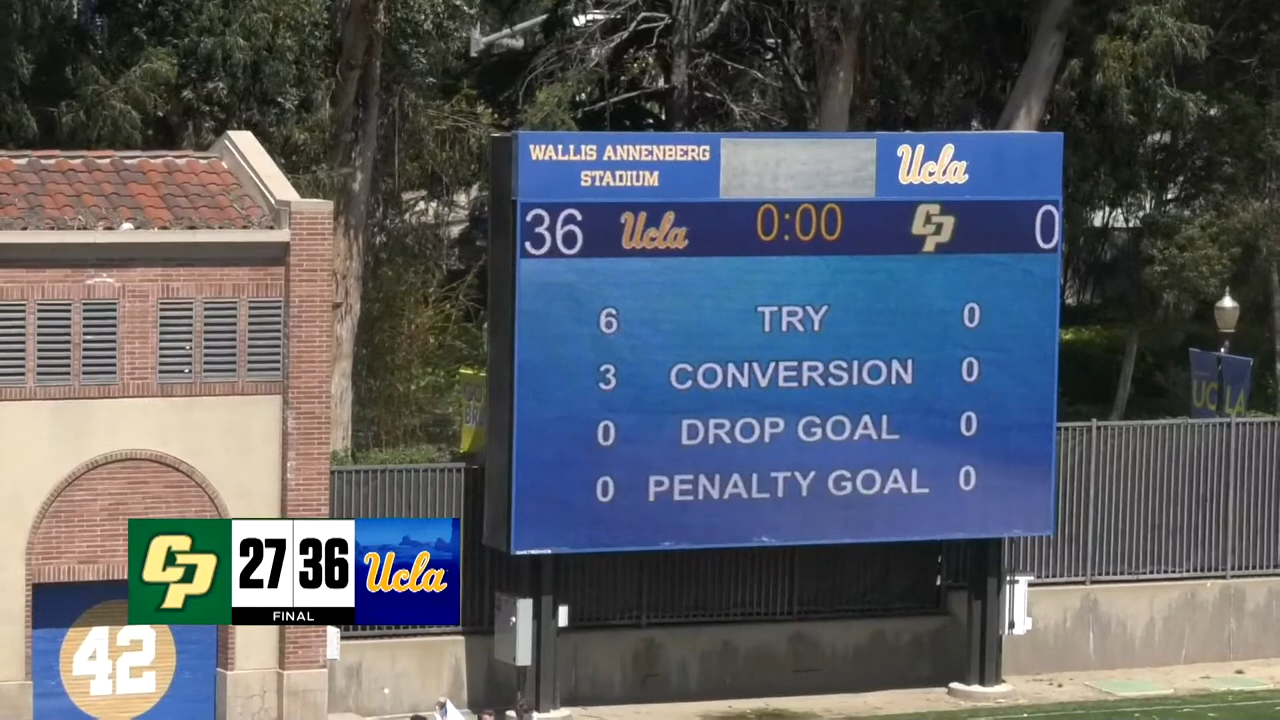 WALLIS ANNENBERG
STADIUM
Ucla
36 Ucla 0:00 CP 0
6 TRY 0
3 CONVERSION 0
0 DROP GOAL 0
0 PENALTY GOAL 0
UCLA
CP 27 36 Ucla
FINAL
42